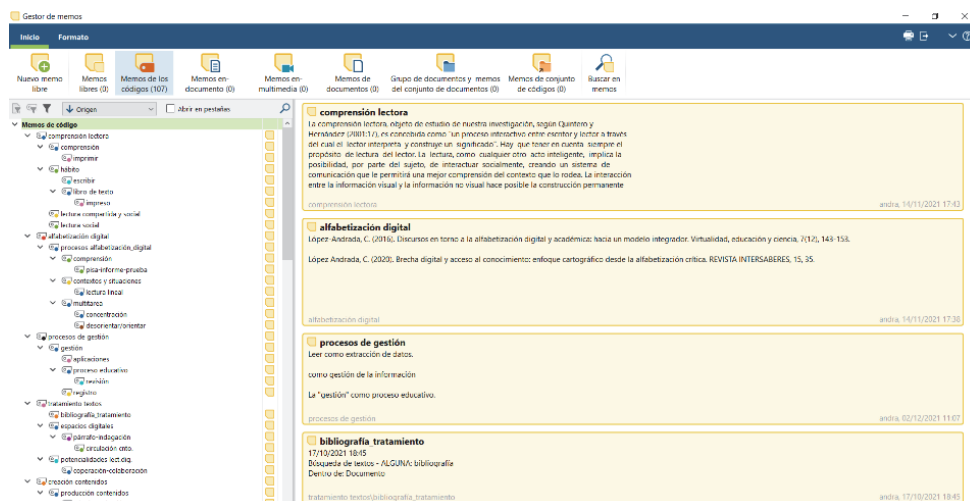 Gestor de memos
Inicio Formato
Nuevo memo libre
Memos libres (0)
Memos de los códigos (107)
Memos en-documento (0)
Memos en-multimedia (0)
Memos de documentos (0)
Grupo de documentos y memos del conjunto de documentos (0)
Memos de conjunto de códigos (0)
Buscar en memos
Origen
Abrir en pestañas
Memos de código
comprensión lectora
comprensión
imprimir
hábito
escribir
libro de texto
impreso
lectura compartida y social
lectura social
alfabetización digital
procesos alfabetización_digital
comprensión
pisa-informe-prueba
contextos y situaciones
lectura lineal
multitarea
concentración
desorientar/orientar
procesos de gestión
gestión
aplicaciones
proceso educativo
revisión
registro
tratamiento textos
bibliografía_tratamiento
espacios digitales
párrafo-indagación
circulación cnto.
potencialidades lect.dig.
coperación-colaboración
creación contenidos
producción contenidos
comprensión lectora
La comprensión lectora, objeto de estudio de nuestra investigación, según Quintero y
Hernández (2001:17), es concebida como "un proceso interactivo entre escritor y lector a través
del cual el lector interpreta y construye un significado". Hay que tener en cuenta siempre el
propósito de lectura del lector. La lectura, como cualquier otro acto inteligente, implica la
posibilidad, por parte del sujeto, de interactuar socialmente, creando un sistema de
comunicación que le permitirá una mejor comprensión del contexto que lo rodea. La interacción
entre la información visual y la información no visual hace posible la construcción permanente
comprensión lectora
andra, 14/11/2021 17:43
alfabetización digital
López-Andrada, C. (2016). Discursos en torno a la alfabetización digital y académica: hacia un modelo integrador. Virtualidad, educación y ciencia, 7(12), 143-153.
López Andrada, C. (2020). Brecha digital y acceso al conocimiento: enfoque cartográfico desde la alfabetización crítica. REVISTA INTERSABERES, 15, 35.
alfabetización digital
andra, 14/11/2021 17:38
procesos de gestión
Leer como extracción de datos.
como gestión de la información
La "gestión" como proceso educativo.
procesos de gestión
andra, 02/12/2021 11:07
bibliografía_tratamiento
17/10/2021 18:45
Búsqueda de textos - ALGUNA: bibliografía
Dentro de: Documento
tratamiento textos\bibliografía_tratamiento
andra, 17/10/2021 18:45